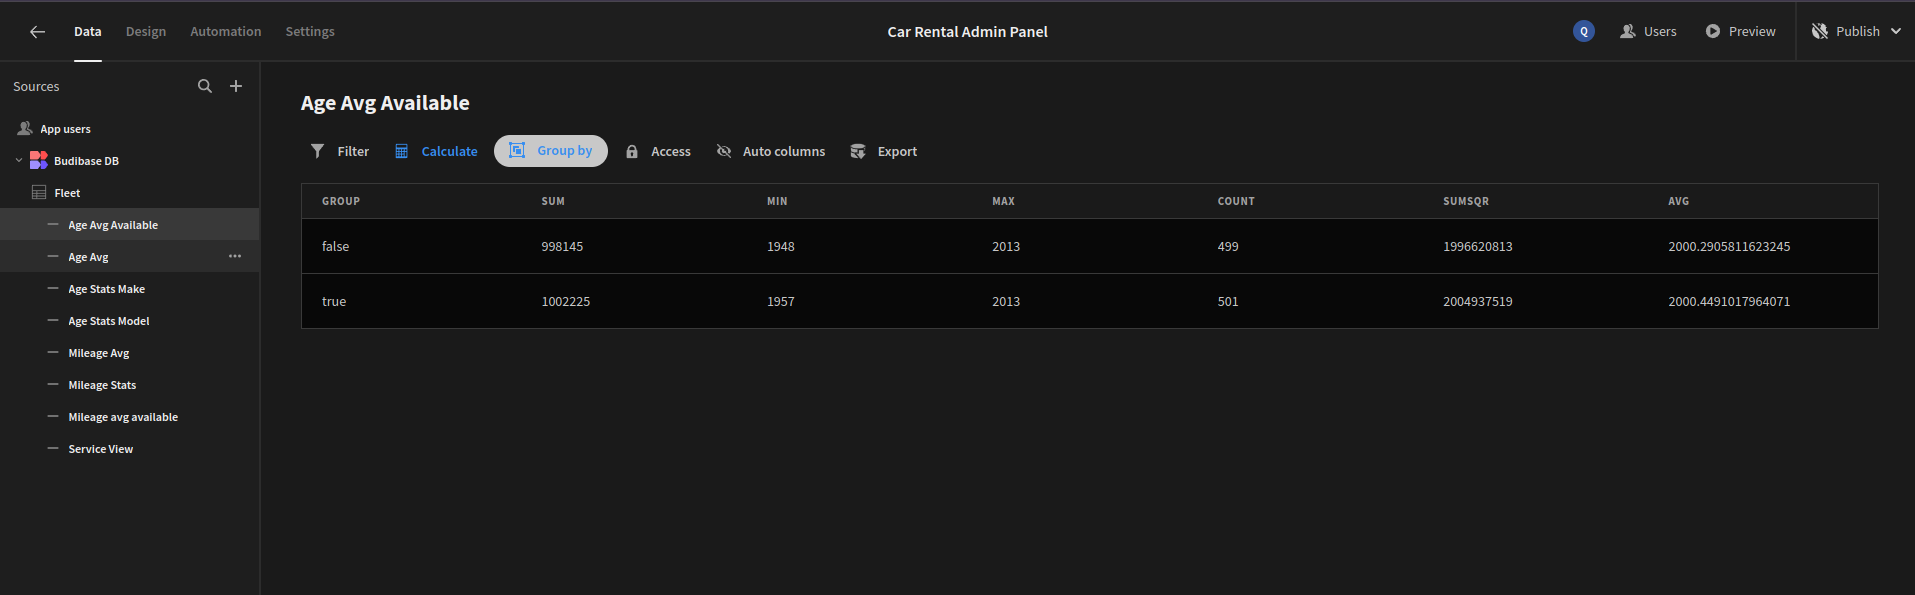 Data Design Automation Settings Car Rental Admin Panel Q Users Preview Publish
Sources
App users
Budibase DB
Fleet
Age Avg Available
Age Avg
Age Stats Make
Age Stats Model
Mileage Avg
Mileage Stats
Mileage avg available
Service View
Age Avg Available
Filter Calculate Group by Access Auto columns Export
GROUP SUM MIN MAX COUNT SUMSQR AVG
false 998145 1948 2013 499 1996620813 2000.2905811623245
true 1002225 1957 2013 501 2004937519 2000.4491017964071